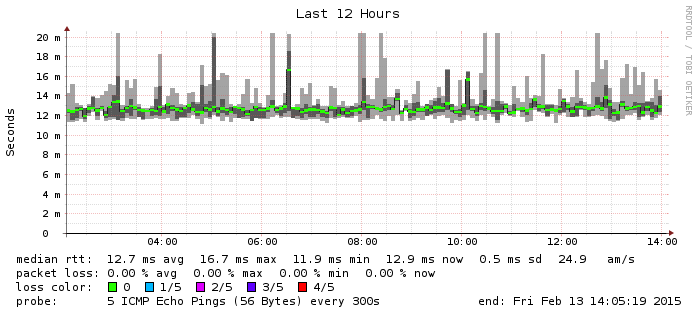 Last 12 Hours
RRDTOOL / TOBI OETIKER
Seconds
20 m
18 m
16 m
14 m
12 m
10 m
8 m
6 m
4 m
2 m
0
04:00 06:00 08:00 10:00 12:00 14:00
median rtt: 12.7 ms avg 16.7 ms max 11.9 ms min 12.9 ms now 0.5 ms sd 24.9 am/s
packet loss: 0.00 % avg 0.00 % max 0.00 % min 0.00 % now
loss color: 0 1/5 2/5 3/5 4/5
probe: 5 ICMP Echo Pings (56 Bytes) every 300s end: Fri Feb 13 14:05:19 2015